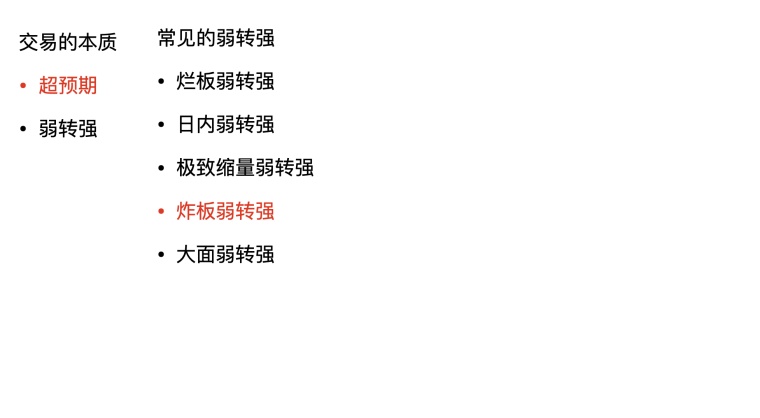 交易的本质
• 超预期
• 弱转强
常见的弱转强
• 烂板弱转强
• 日内弱转强
• 极致缩量弱转强
• 炸板弱转强
• 大面弱转强